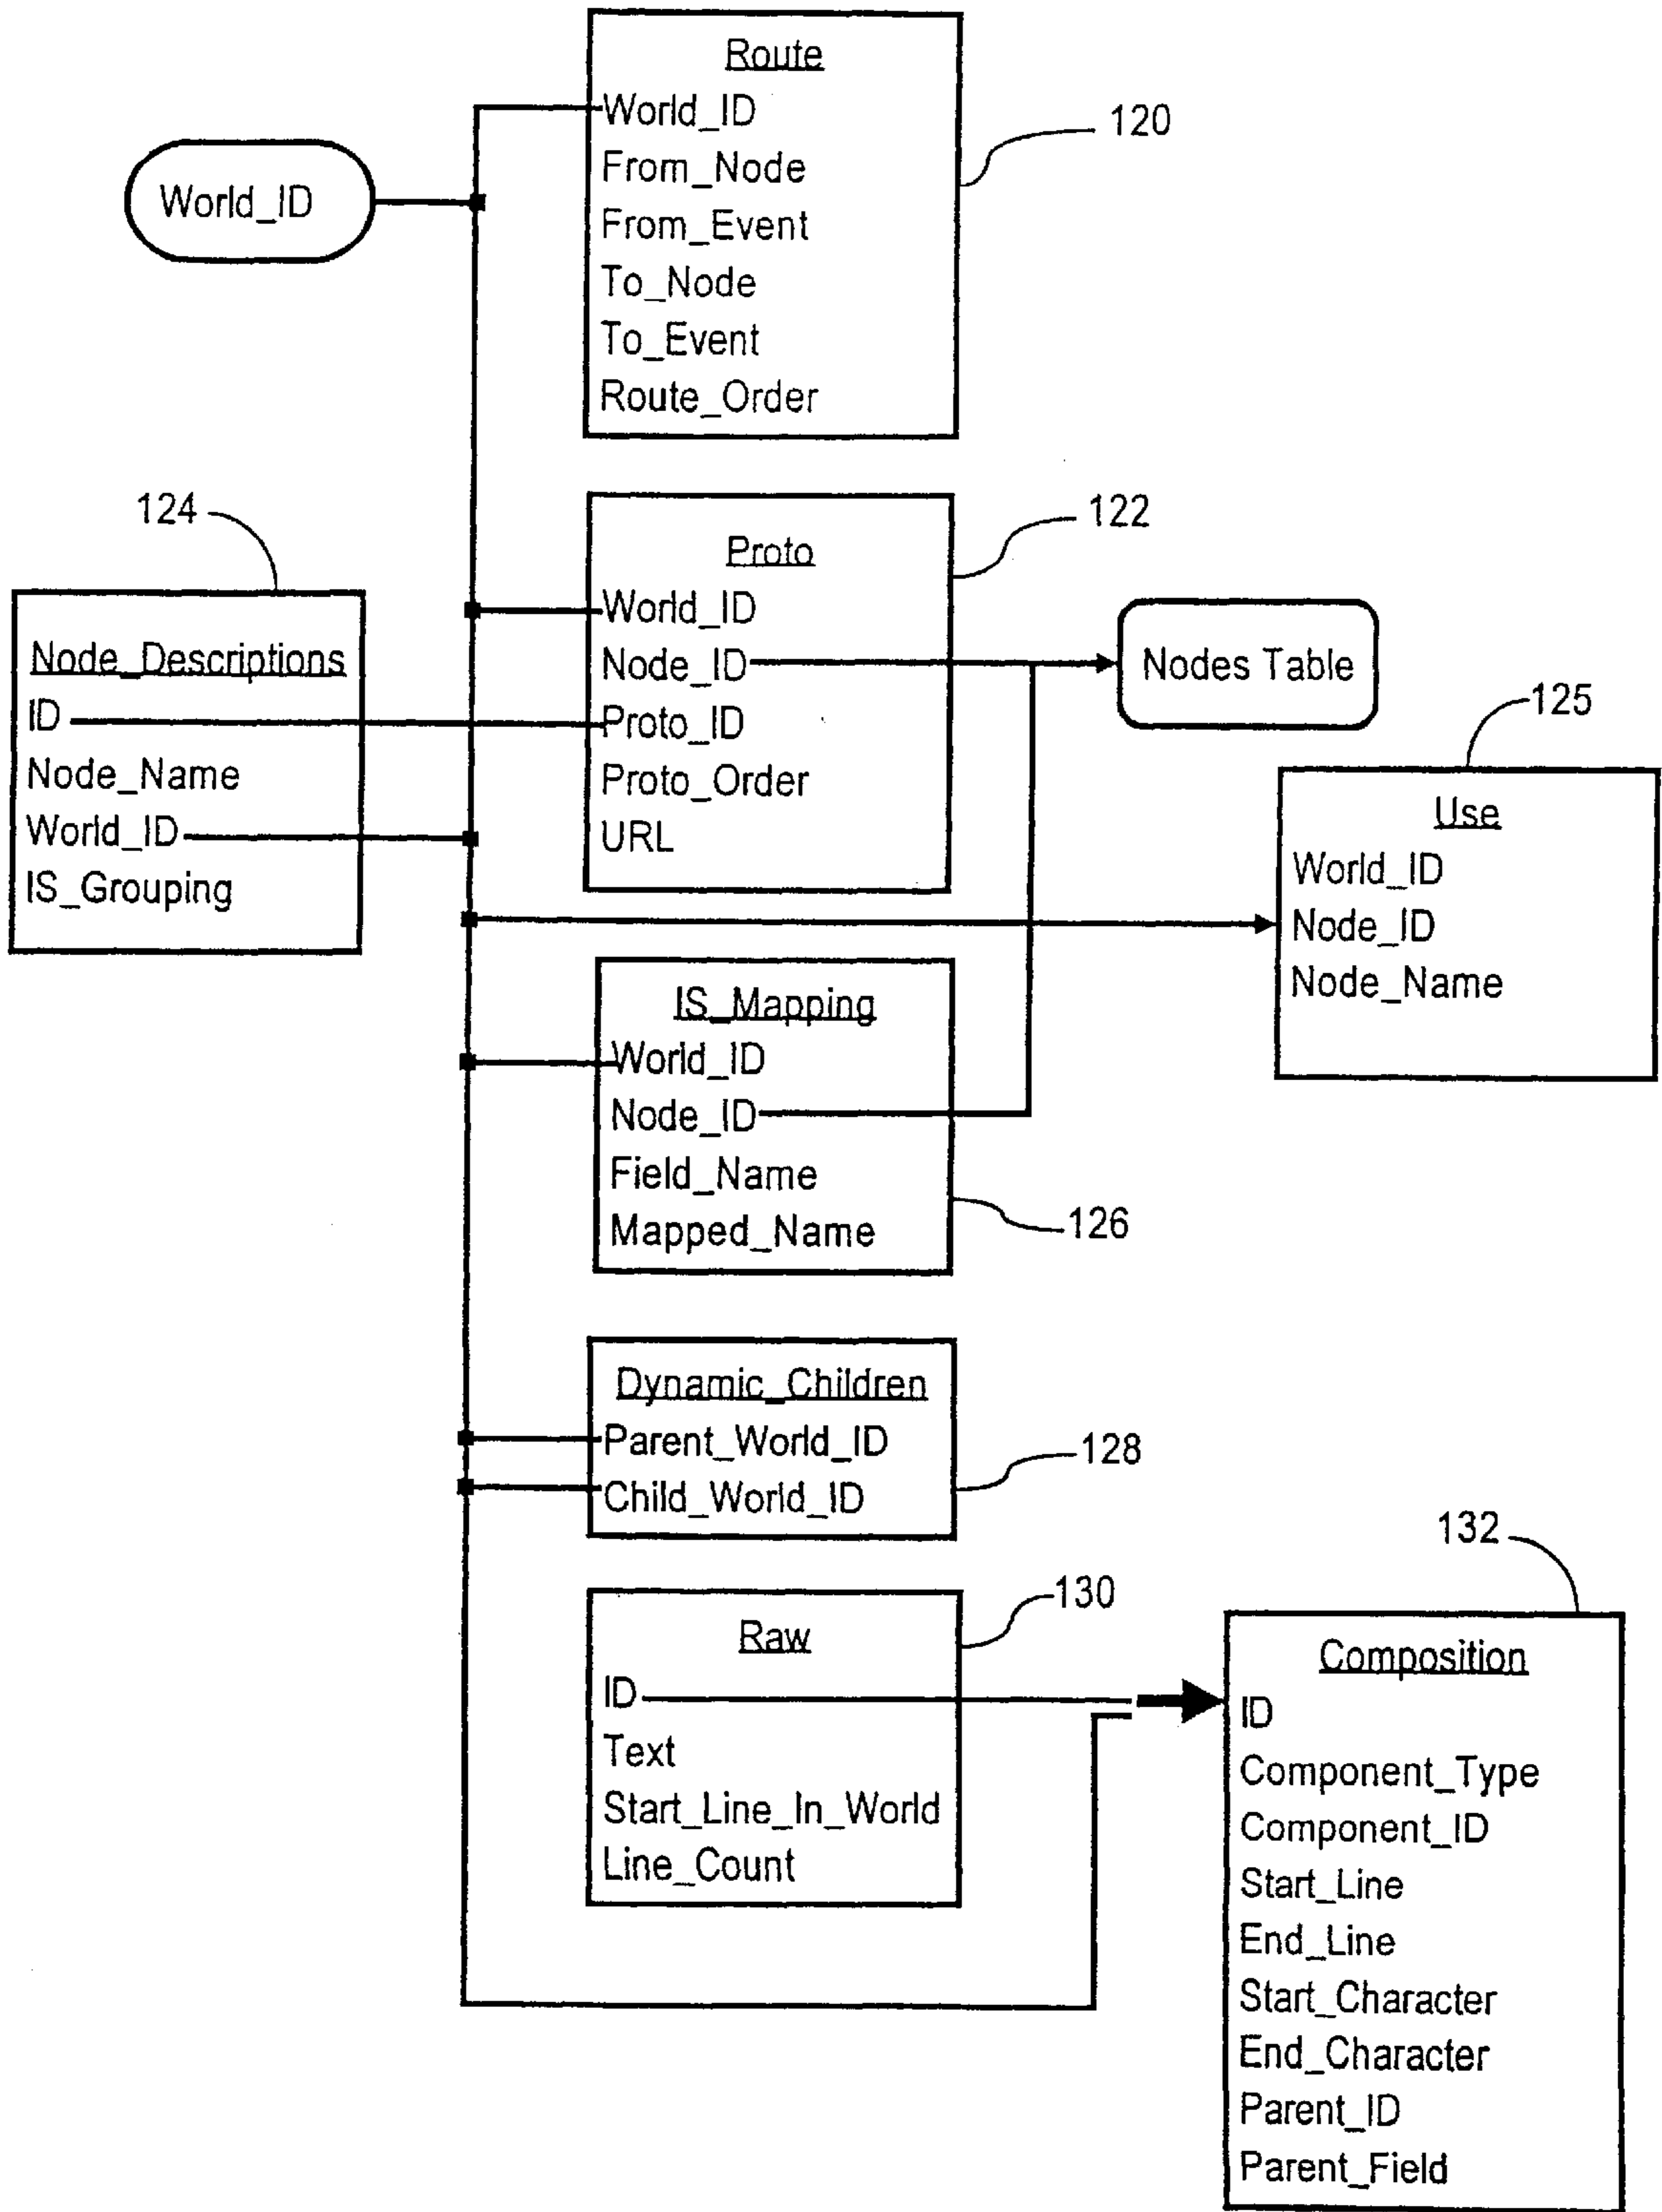 Route
World_ID
From_Node
From_Event
To_Node
To_Event
Route_Order
120
World_ID
124
Node_Descriptions
ID
Node_Name
World_ID
IS_Grouping
Proto
World_ID
Node_ID
Proto_ID
Proto_Order
URL
122
Nodes Table
125
Use
World_ID
Node_ID
Node_Name
IS_Mapping
World_ID
Node_ID
Field_Name
Mapped_Name
126
Dynamic_Children
Parent_World_ID
Child_World_ID
128
Raw
ID
Text
Start_Line_In_World
Line_Count
130
132
Composition
ID
Component_Type
Component_ID
Start_Line
End_Line
Start_Character
End_Character
Parent_ID
Parent_Field